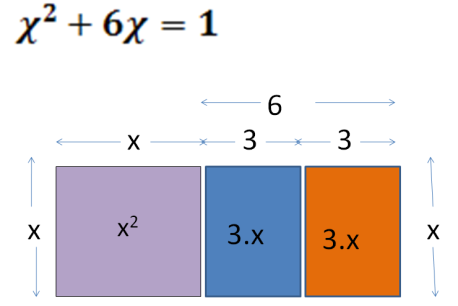 χ² + 6χ = 1
6
x 3 3
x x² 3.x 3.x x